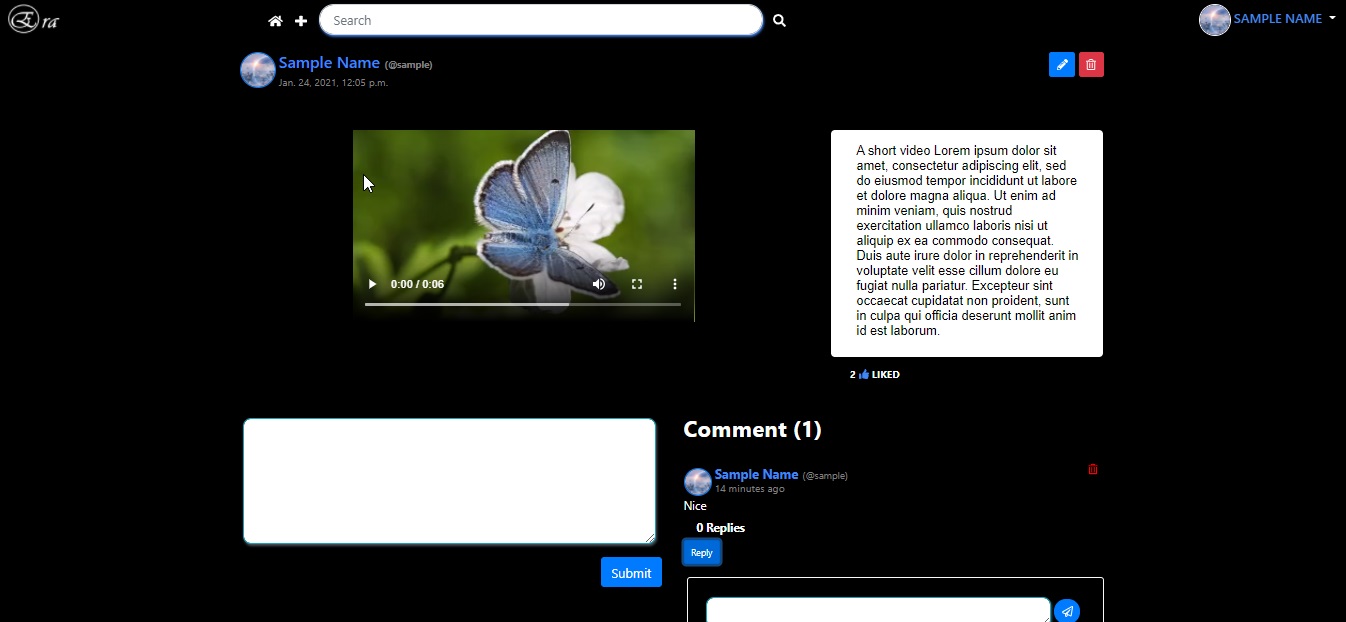 Era
Search
SAMPLE NAME
Sample Name (@sample)
Jan. 24, 2021, 12:05 p.m.
0:00 / 0:06
A short video Lorem ipsum dolor sit
amet, consectetur adipiscing elit, sed
do eiusmod tempor incididunt ut labore
et dolore magna aliqua. Ut enim ad
minim veniam, quis nostrud
exercitation ullamco laboris nisi ut
aliquip ex ea commodo consequat.
Duis aute irure dolor in reprehenderit in
voluptate velit esse cillum dolore eu
fugiat nulla pariatur. Excepteur sint
occaecat cupidatat non proident, sunt
in culpa qui officia deserunt mollit anim
id est laborum.
2 LIKED
Comment (1)
Sample Name (@sample)
14 minutes ago
Nice
0 Replies
Reply
Submit